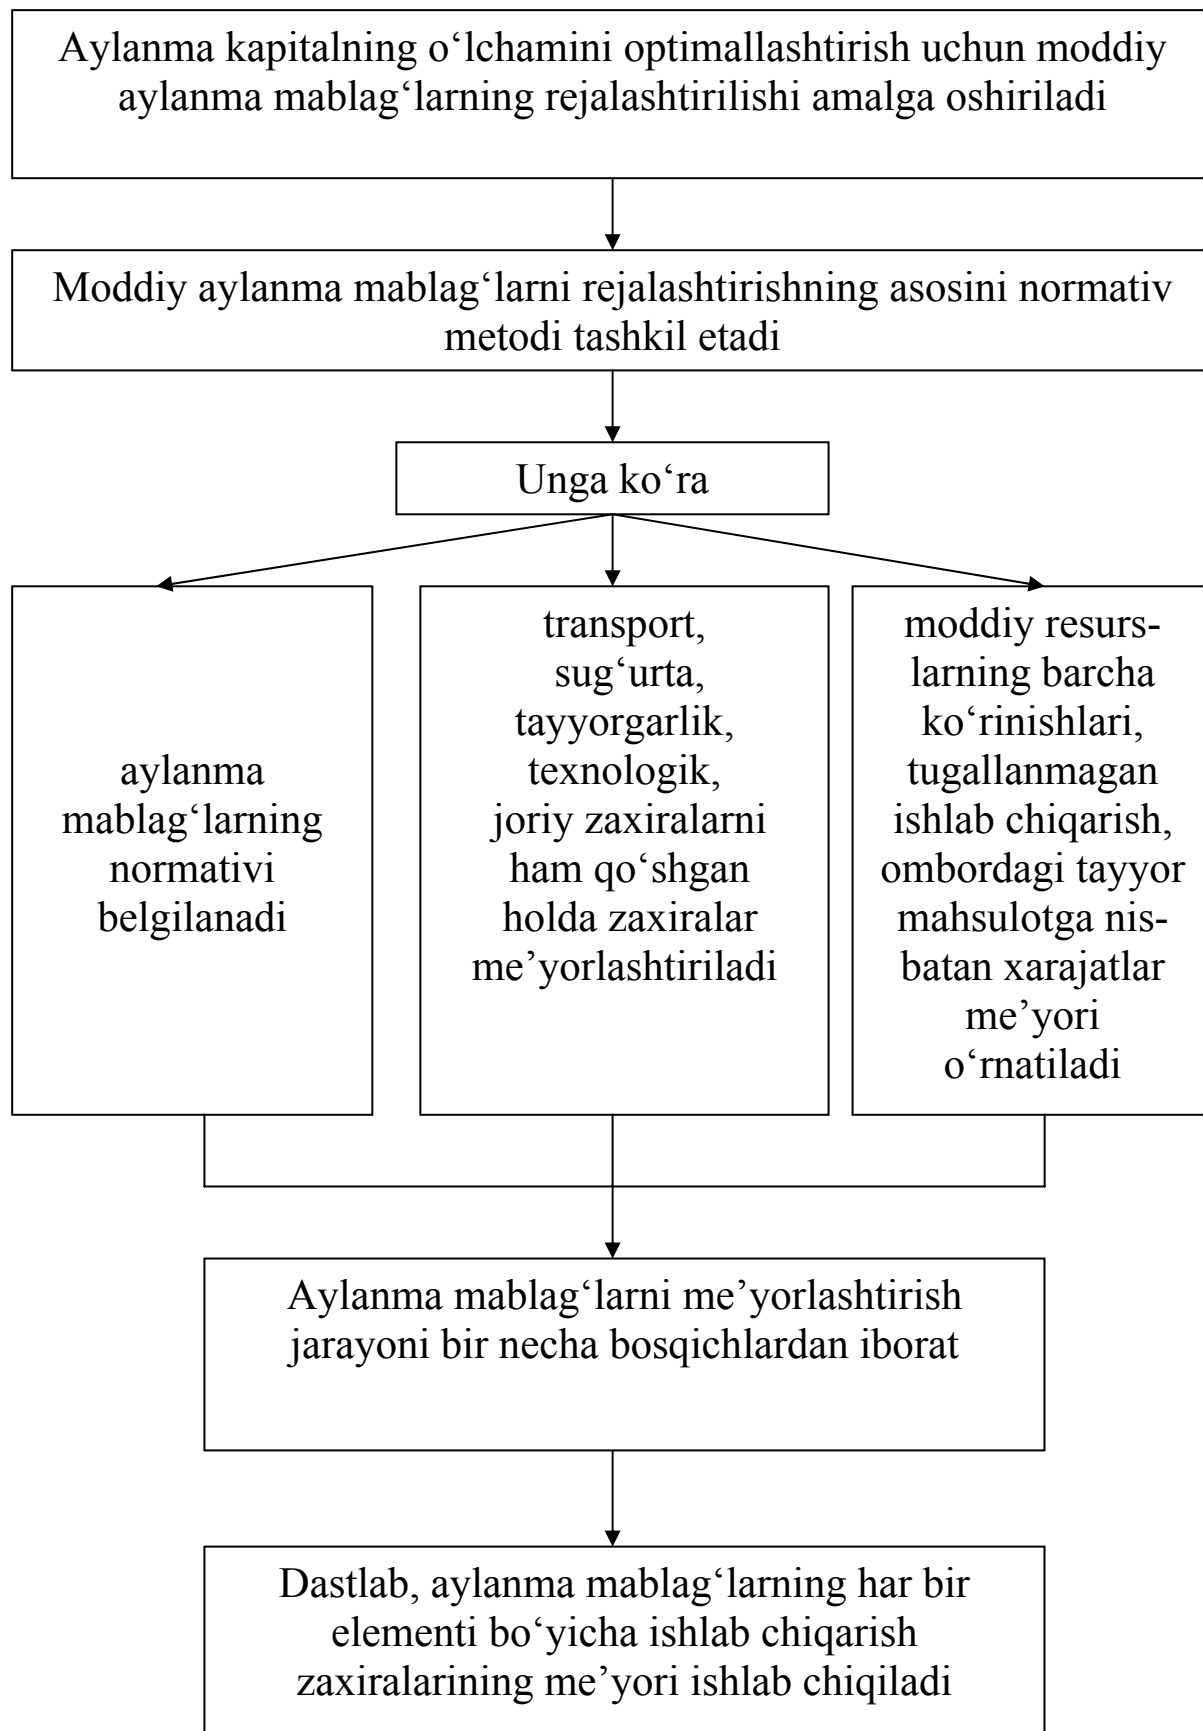 Aylanma kapitalning o‘lchamini optimallashtirish uchun moddiy
aylanma mablag‘larning rejalashtirilishi amalga oshiriladi
Moddiy aylanma mablag‘larni rejalashtirishning asosini normativ
metodi tashkil etadi
Unga ko‘ra
aylanma
mablag‘larning
normativi
belgilanadi
transport,
sug‘urta,
tayyorgarlik,
texnologik,
joriy zaxiralarni
ham qo‘shgan
holda zaxiralar
me’yorlashtiriladi
moddiy resurs-
larning barcha
ko‘rinishlari,
tugallanmagan
ishlab chiqarish,
ombordagi tayyor
mahsulotga nis-
batan xarajatlar
me’yori
o‘rnatiladi
Aylanma mablag‘larni me’yorlashtirish
jarayoni bir necha bosqichlardan iborat
Dastlab, aylanma mablag‘larning har bir
elementi bo‘yicha ishlab chiqarish
zaxiralarining me’yori ishlab chiqiladi